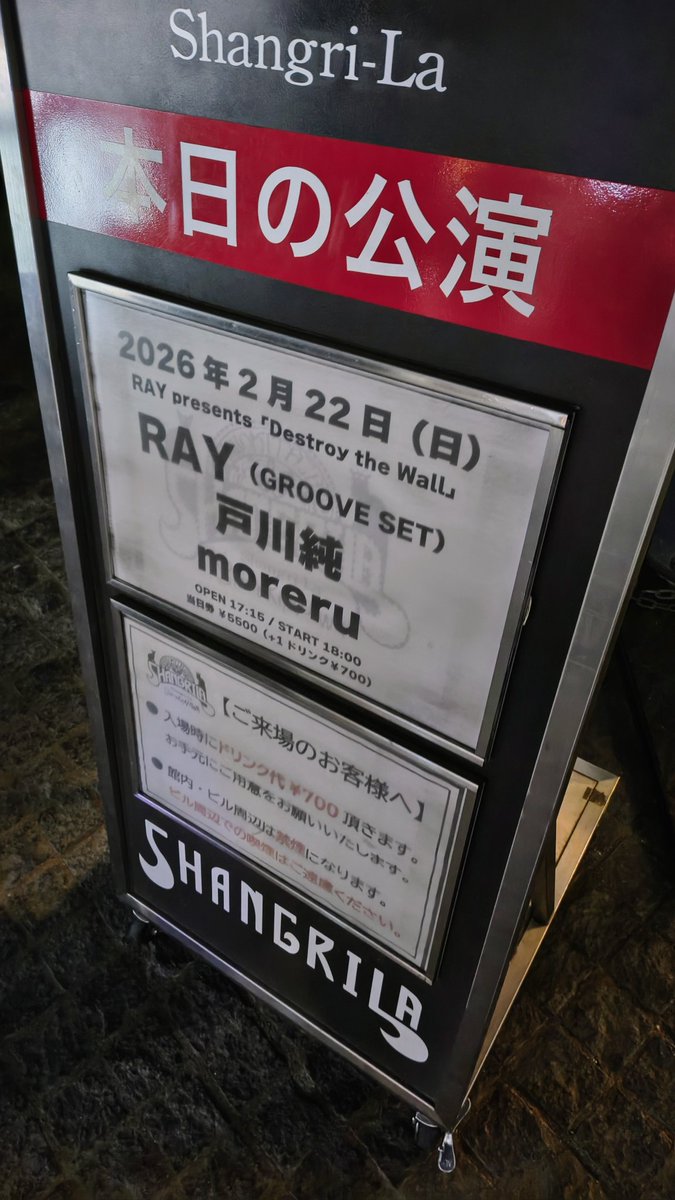 Shangri-La
本日の公演
2026年2月22日（日）
RAY presents「Destroy the Wall」
RAY（GROOVE SET）
戸川純
moreru
OPEN 17:15 / START 18:00
当日券 ¥5500（+1ドリンク¥700）
SHANGRILA
【ご来場のお客様へ】
● 入場時にドリンク代¥700頂きます。
お手元にご用意をお願いいたします。
● 館内・ビル周辺は禁煙になります。
ビル周辺での喫煙はご遠慮ください。
SHANGRILA